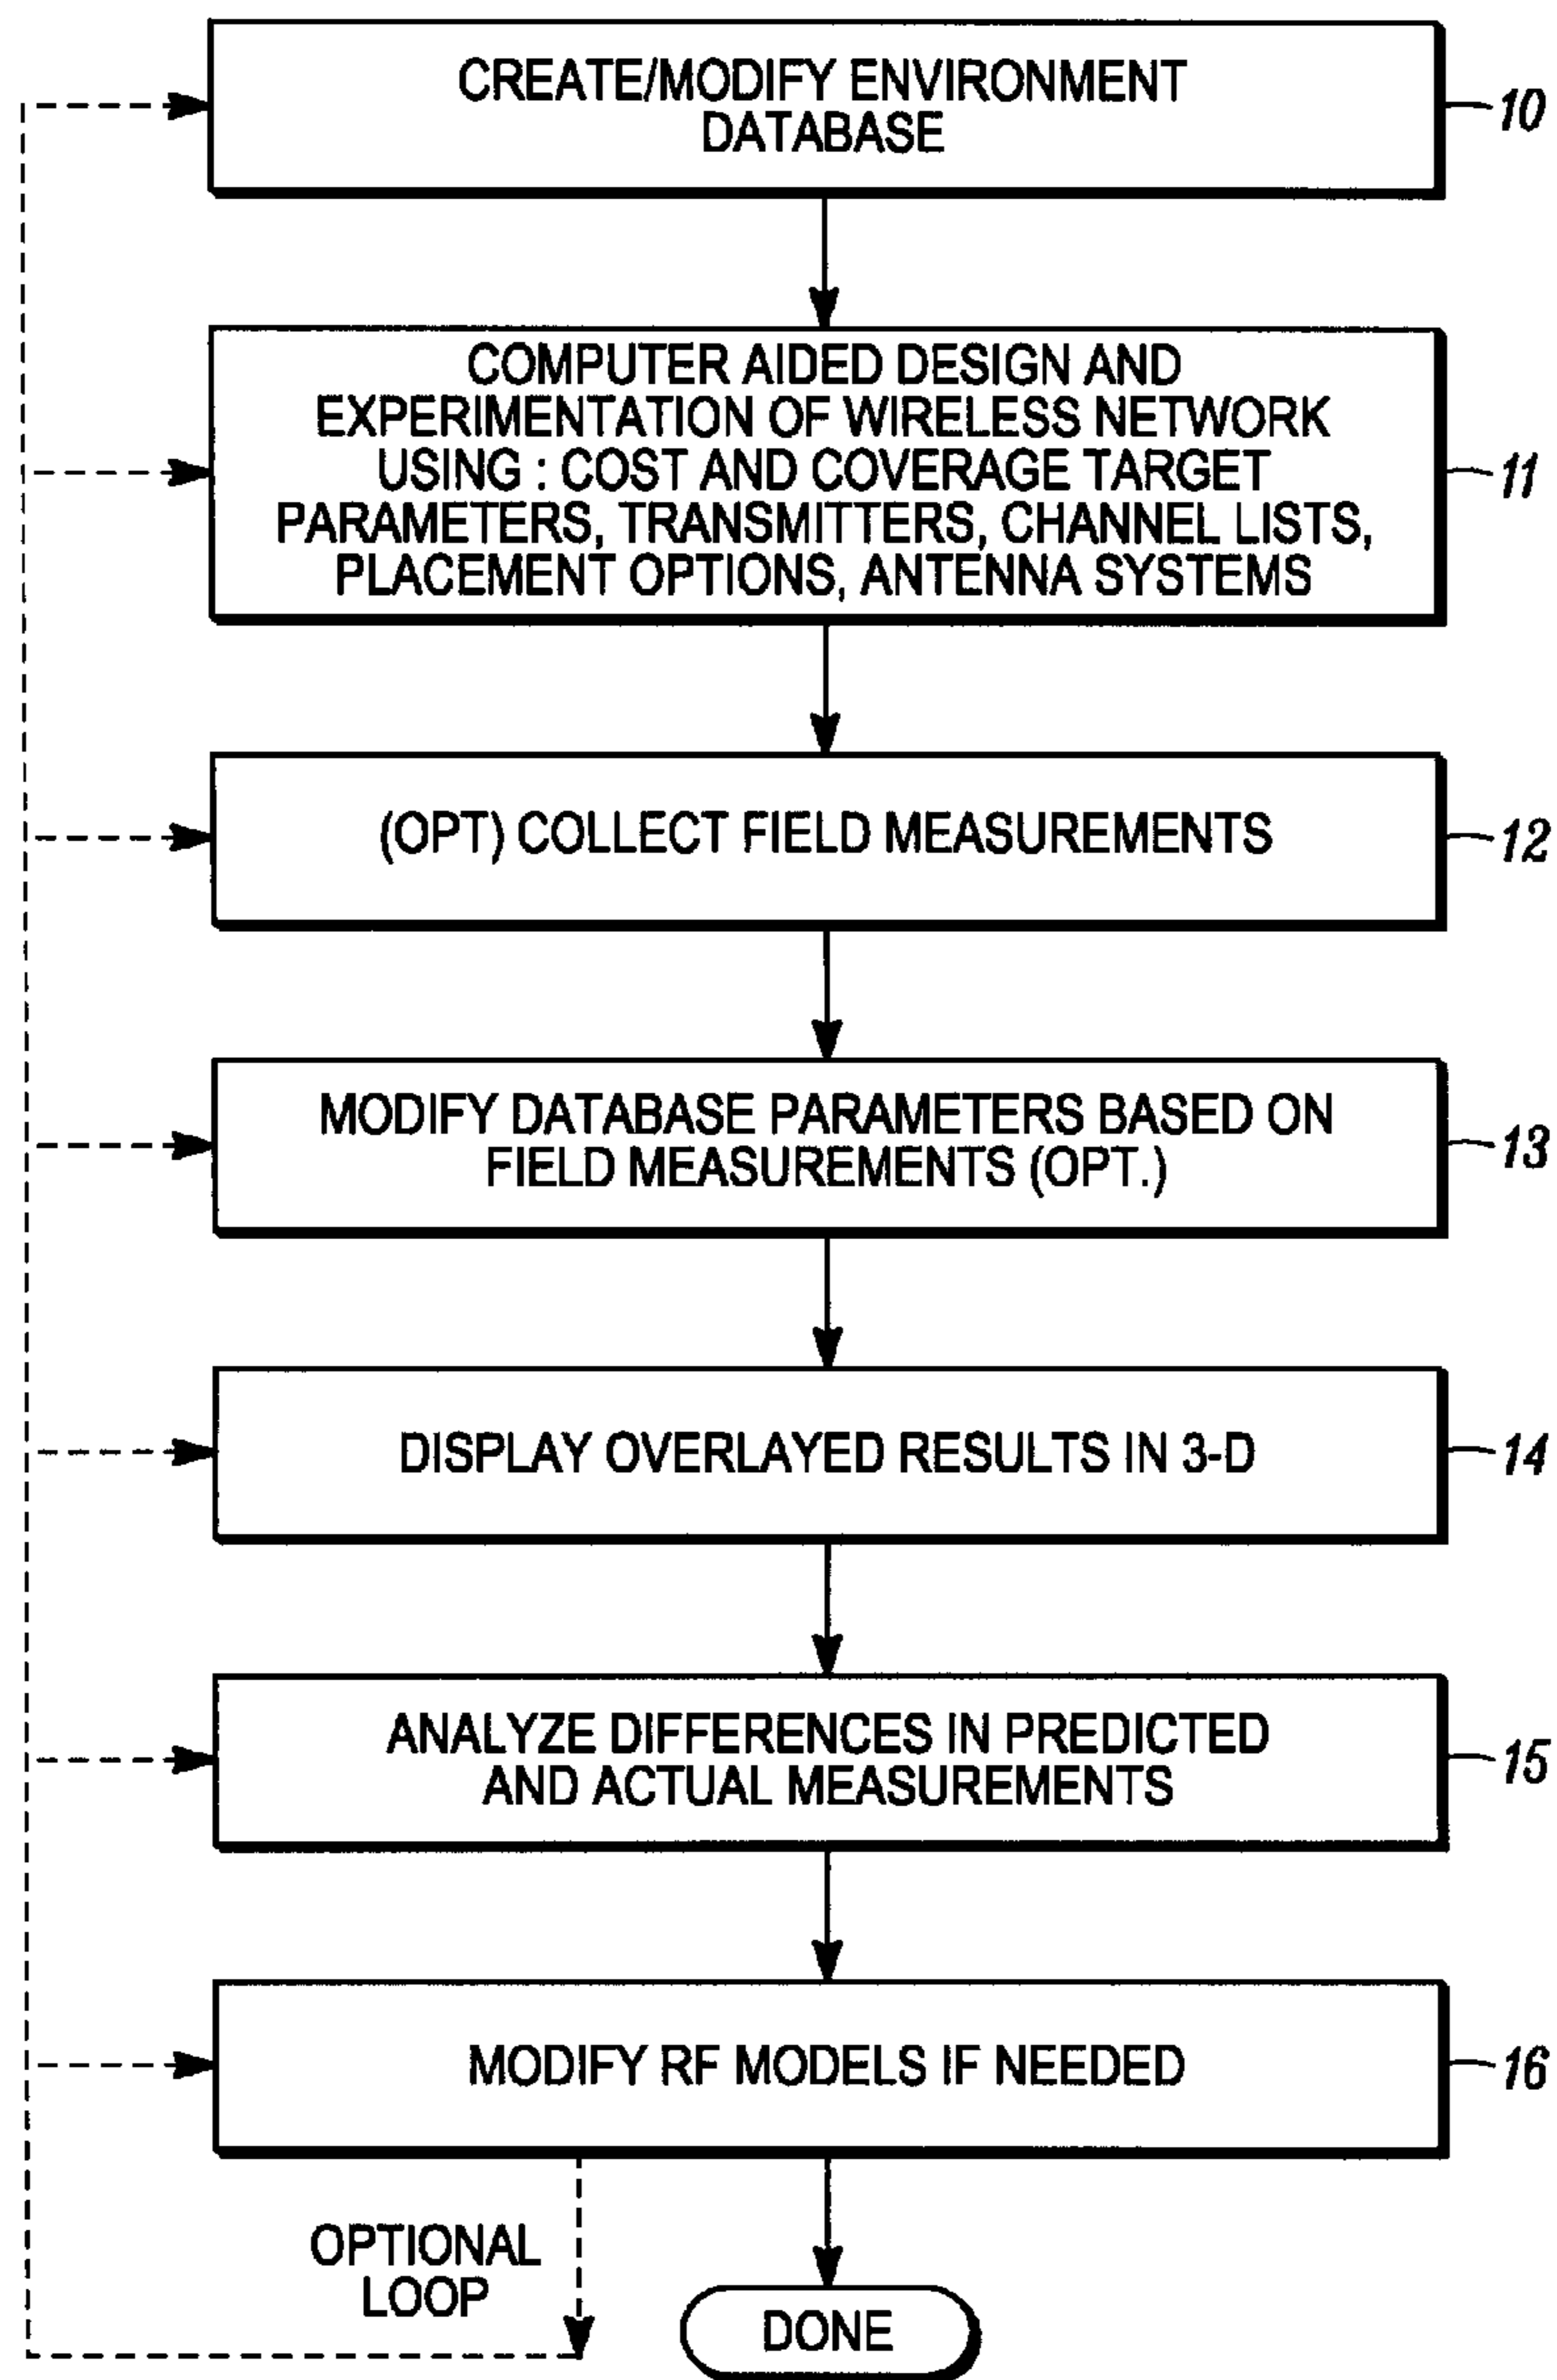 CREATE/MODIFY ENVIRONMENT
DATABASE
10
COMPUTER AIDED DESIGN AND
EXPERIMENTATION OF WIRELESS NETWORK
USING : COST AND COVERAGE TARGET
PARAMETERS, TRANSMITTERS, CHANNEL LISTS,
PLACEMENT OPTIONS, ANTENNA SYSTEMS
11
(OPT) COLLECT FIELD MEASUREMENTS
12
MODIFY DATABASE PARAMETERS BASED ON
FIELD MEASUREMENTS (OPT.)
13
DISPLAY OVERLAYED RESULTS IN 3-D
14
ANALYZE DIFFERENCES IN PREDICTED
AND ACTUAL MEASUREMENTS
15
MODIFY RF MODELS IF NEEDED
16
OPTIONAL
LOOP
DONE